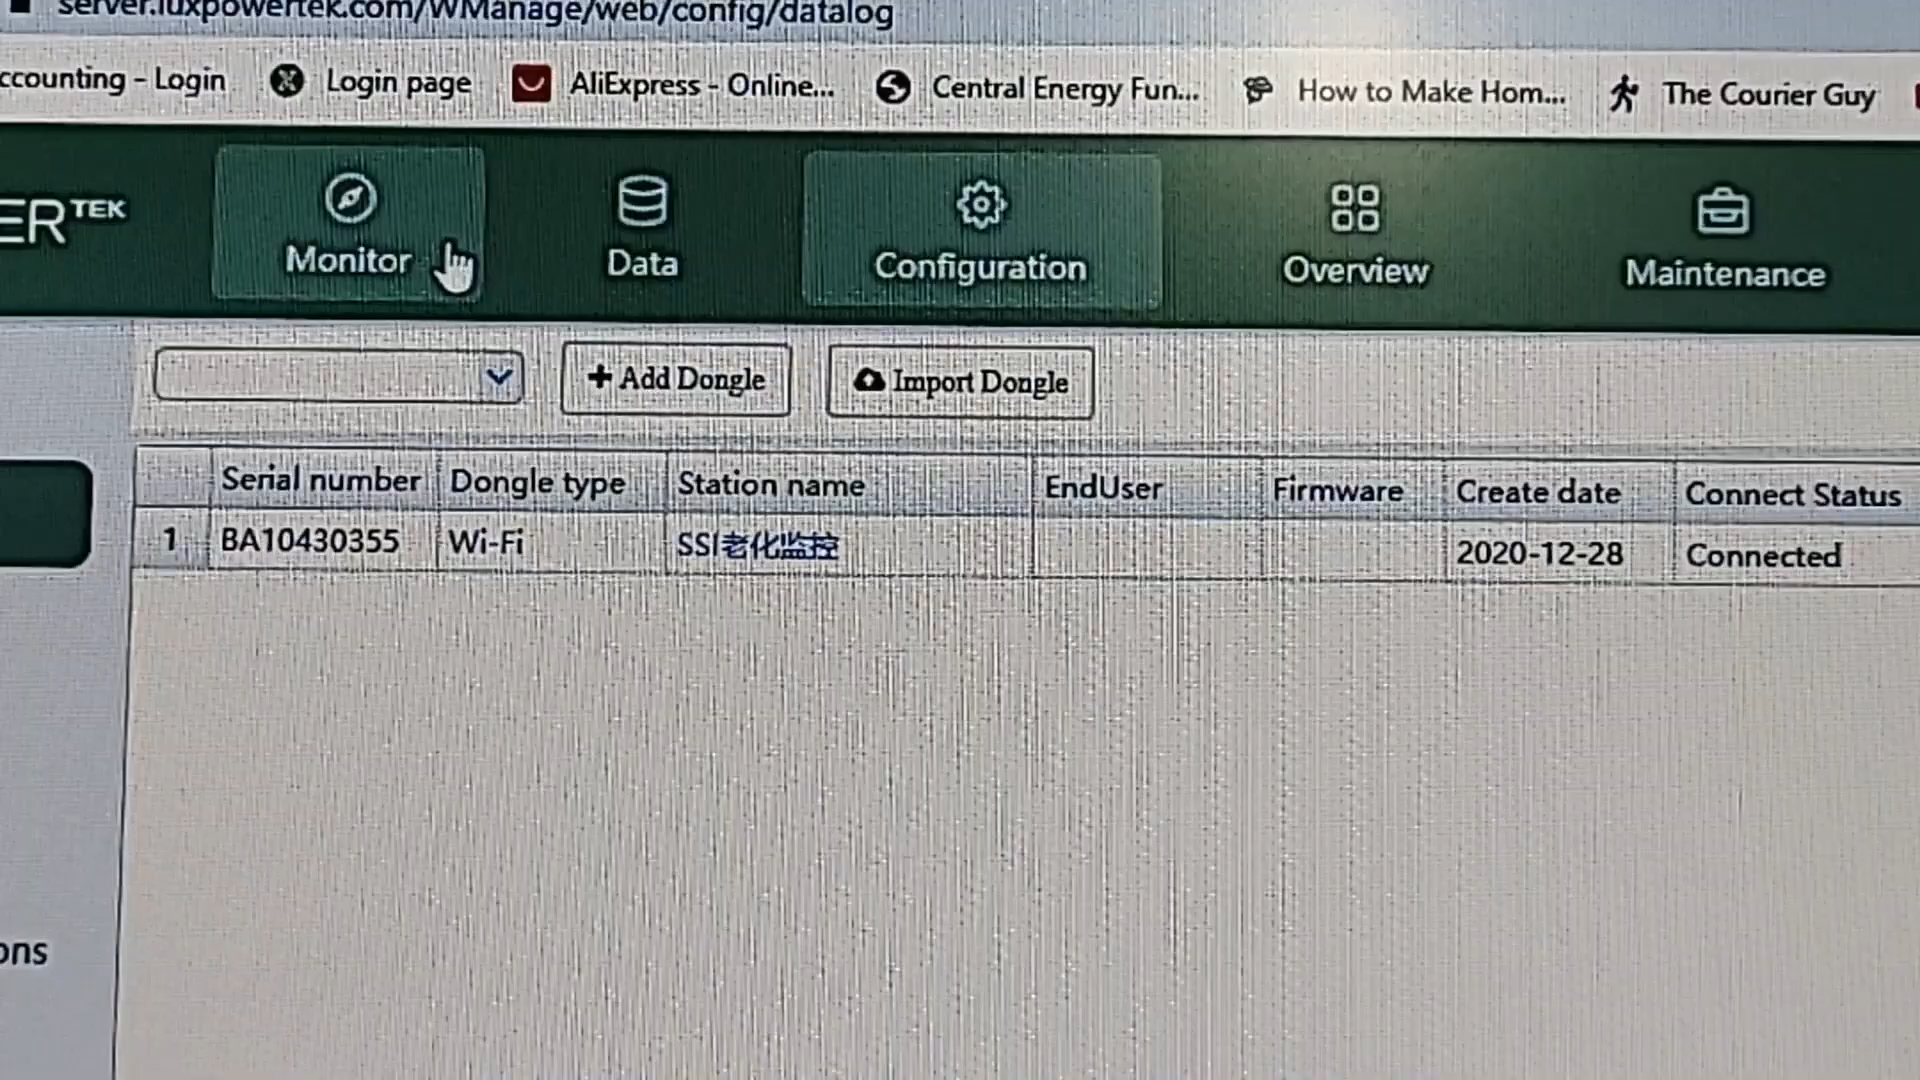 server.luxpowertek.com/WManage/web/config/datalog
ccounting - Login Login page AliExpress - Online... Central Energy Fun... How to Make Hom... The Courier Guy
ERTEK Monitor Data Configuration Overview Maintenance
+ Add Dongle Import Dongle
Serial number Dongle type Station name EndUser Firmware Create date Connect Status
1 BA10430355 Wi-Fi SSI老化监控 2020-12-28 Connected
ons